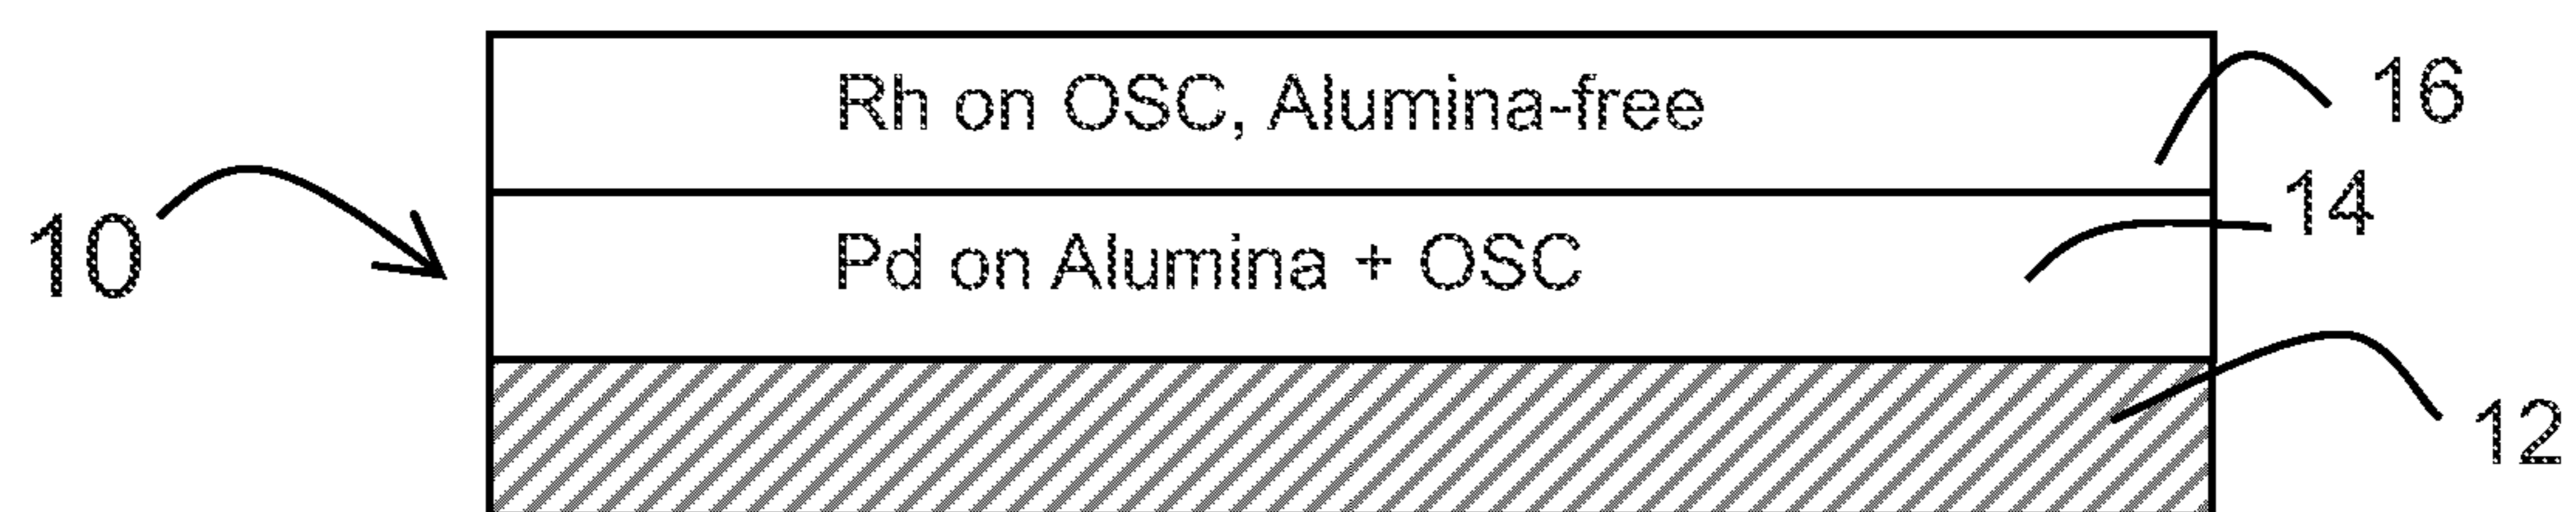 Rh on OSC, Alumina-free
16
10
14
Pd on Alumina + OSC
12